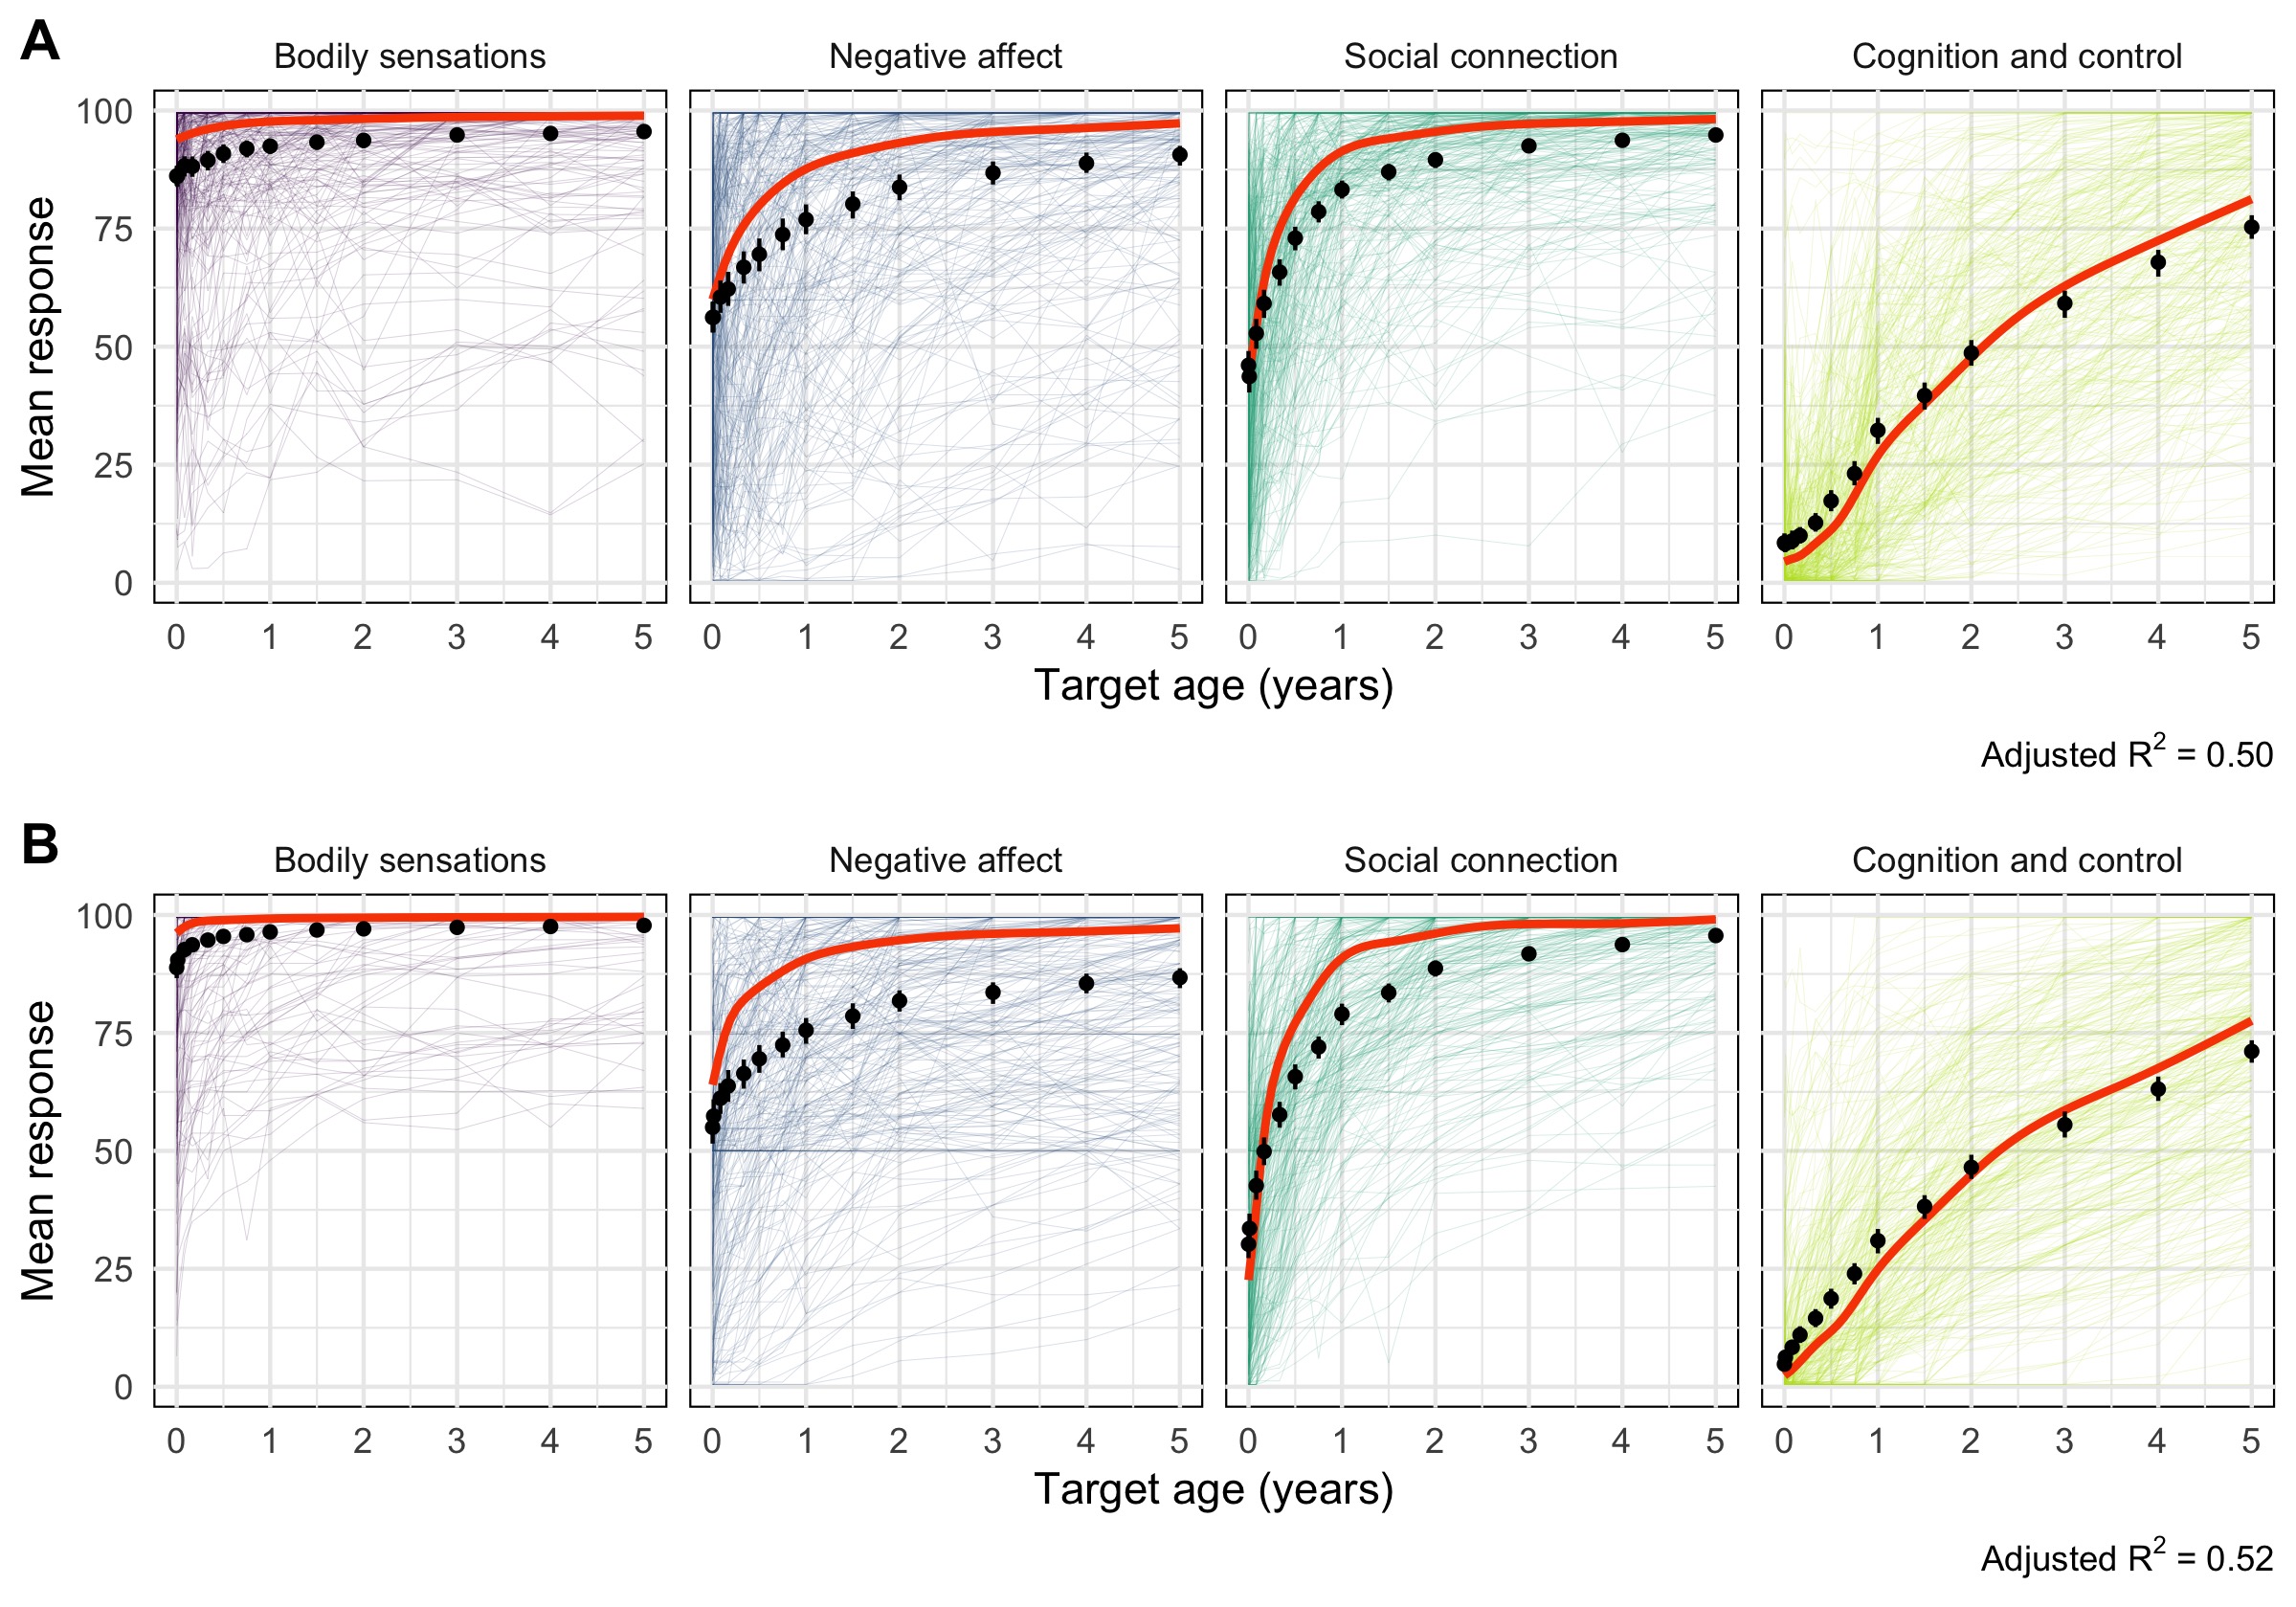 A
Bodily sensations Negative affect Social connection Cognition and control
100
75
50
25
0
Mean response
0 1 2 3 4 5 0 1 2 3 4 5 0 1 2 3 4 5 0 1 2 3 4 5
Target age (years)
Adjusted R² = 0.50
B
Bodily sensations Negative affect Social connection Cognition and control
100
75
50
25
0
Mean response
0 1 2 3 4 5 0 1 2 3 4 5 0 1 2 3 4 5 0 1 2 3 4 5
Target age (years)
Adjusted R² = 0.52